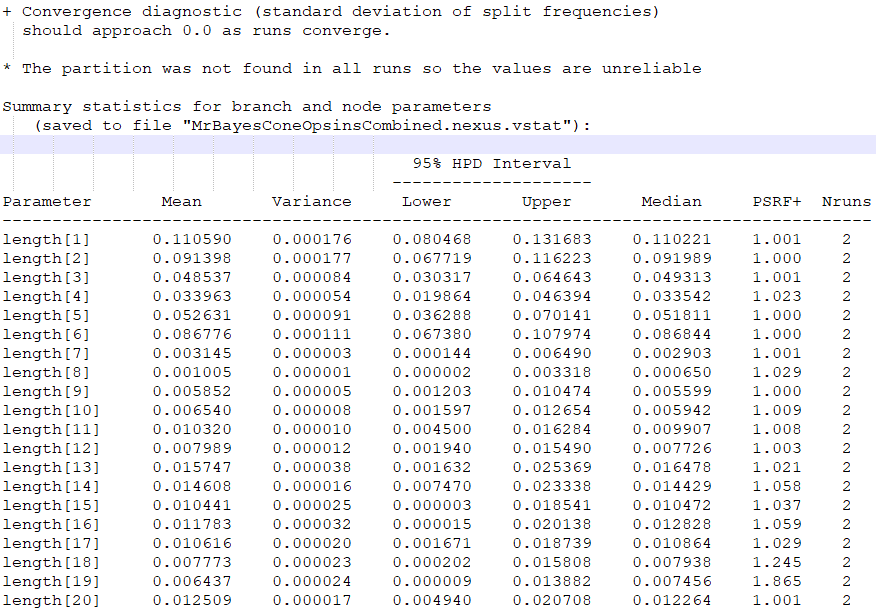 + Convergence diagnostic (standard deviation of split frequencies)
should approach 0.0 as runs converge.
* The partition was not found in all runs so the values are unreliable
Summary statistics for branch and node parameters
(saved to file "MrBayesConeOpsinsCombined.nexus.vstat"):
95% HPD Interval
--------------------
Parameter Mean Variance Lower Upper Median PSRF+ Nruns
---------------------------------------------------------------------------------------
length[1] 0.110590 0.000176 0.080468 0.131683 0.110221 1.001 2
length[2] 0.091398 0.000177 0.067719 0.116223 0.091989 1.000 2
length[3] 0.048537 0.000084 0.030317 0.064643 0.049313 1.001 2
length[4] 0.033963 0.000054 0.019864 0.046394 0.033542 1.023 2
length[5] 0.052631 0.000091 0.036288 0.070141 0.051811 1.000 2
length[6] 0.086776 0.000111 0.067380 0.107974 0.086844 1.000 2
length[7] 0.003145 0.000003 0.000144 0.006490 0.002903 1.001 2
length[8] 0.001005 0.000001 0.000002 0.003318 0.000650 1.029 2
length[9] 0.005852 0.000005 0.001203 0.010474 0.005599 1.000 2
length[10] 0.006540 0.000008 0.001597 0.012654 0.005942 1.009 2
length[11] 0.010320 0.000010 0.004500 0.016284 0.009907 1.008 2
length[12] 0.007989 0.000012 0.001940 0.015490 0.007726 1.003 2
length[13] 0.015747 0.000038 0.001632 0.025369 0.016478 1.021 2
length[14] 0.014608 0.000016 0.007470 0.023338 0.014429 1.058 2
length[15] 0.010441 0.000025 0.000003 0.018541 0.010472 1.037 2
length[16] 0.011783 0.000032 0.000015 0.020138 0.012828 1.059 2
length[17] 0.010616 0.000020 0.001671 0.018739 0.010864 1.029 2
length[18] 0.007773 0.000023 0.000202 0.015808 0.007938 1.245 2
length[19] 0.006437 0.000024 0.000009 0.013882 0.007456 1.865 2
length[20] 0.012509 0.000017 0.004940 0.020708 0.012264 1.001 2